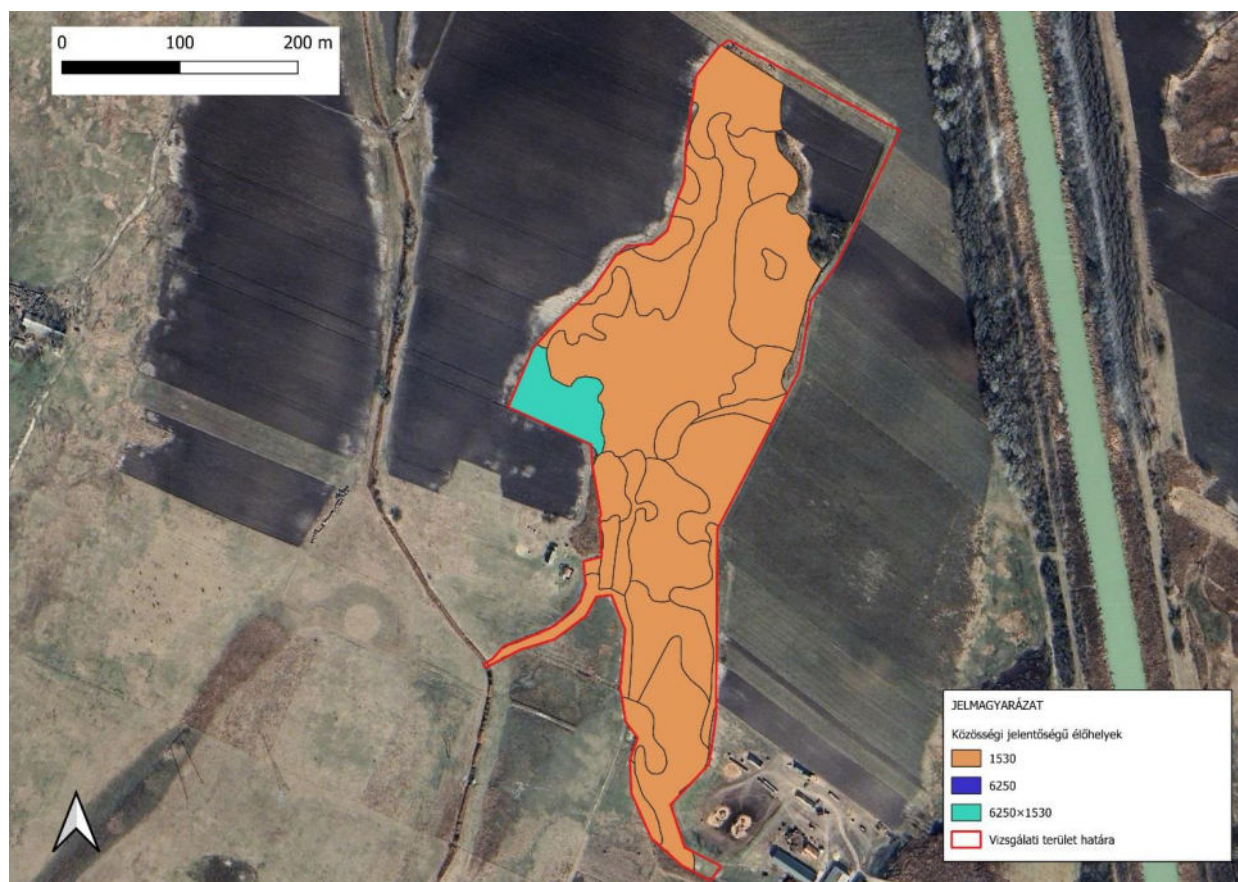 0 100 200 m
JELMAGYARÁZAT
Közösségi jelentőségű élőhelyek
1530
6250
6250×1530
Vizsgálati terület határa